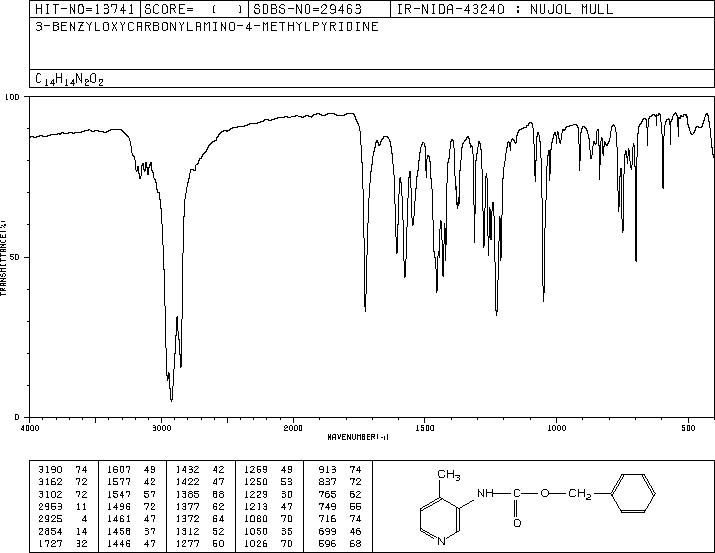 HIT-NO=13741 SCORE= ( ) SDBS-NO=29463 IR-NIDA-43240 : NUJOL MULL
3-BENZYLOXYCARBONYLAMINO-4-METHYLPYRIDINE
C14H14N2O2
100
50
0
TRANSMITTANCE(%)
4000 3000 2000 1500 1000 500
WAVENUMBER(-1)
3190 74 1607 49 1432 42 1269 49 913 74
3162 72 1577 42 1422 47 1250 53 837 72
3102 72 1547 57 1385 88 1229 30 765 62
2953 11 1496 72 1377 62 1213 47 749 55
2925 4 1461 47 1372 64 1080 70 716 74
2854 14 1458 37 1312 52 1050 35 699 46
1727 32 1446 47 1277 50 1026 70 596 68
CH3
NH C O CH2
O
N